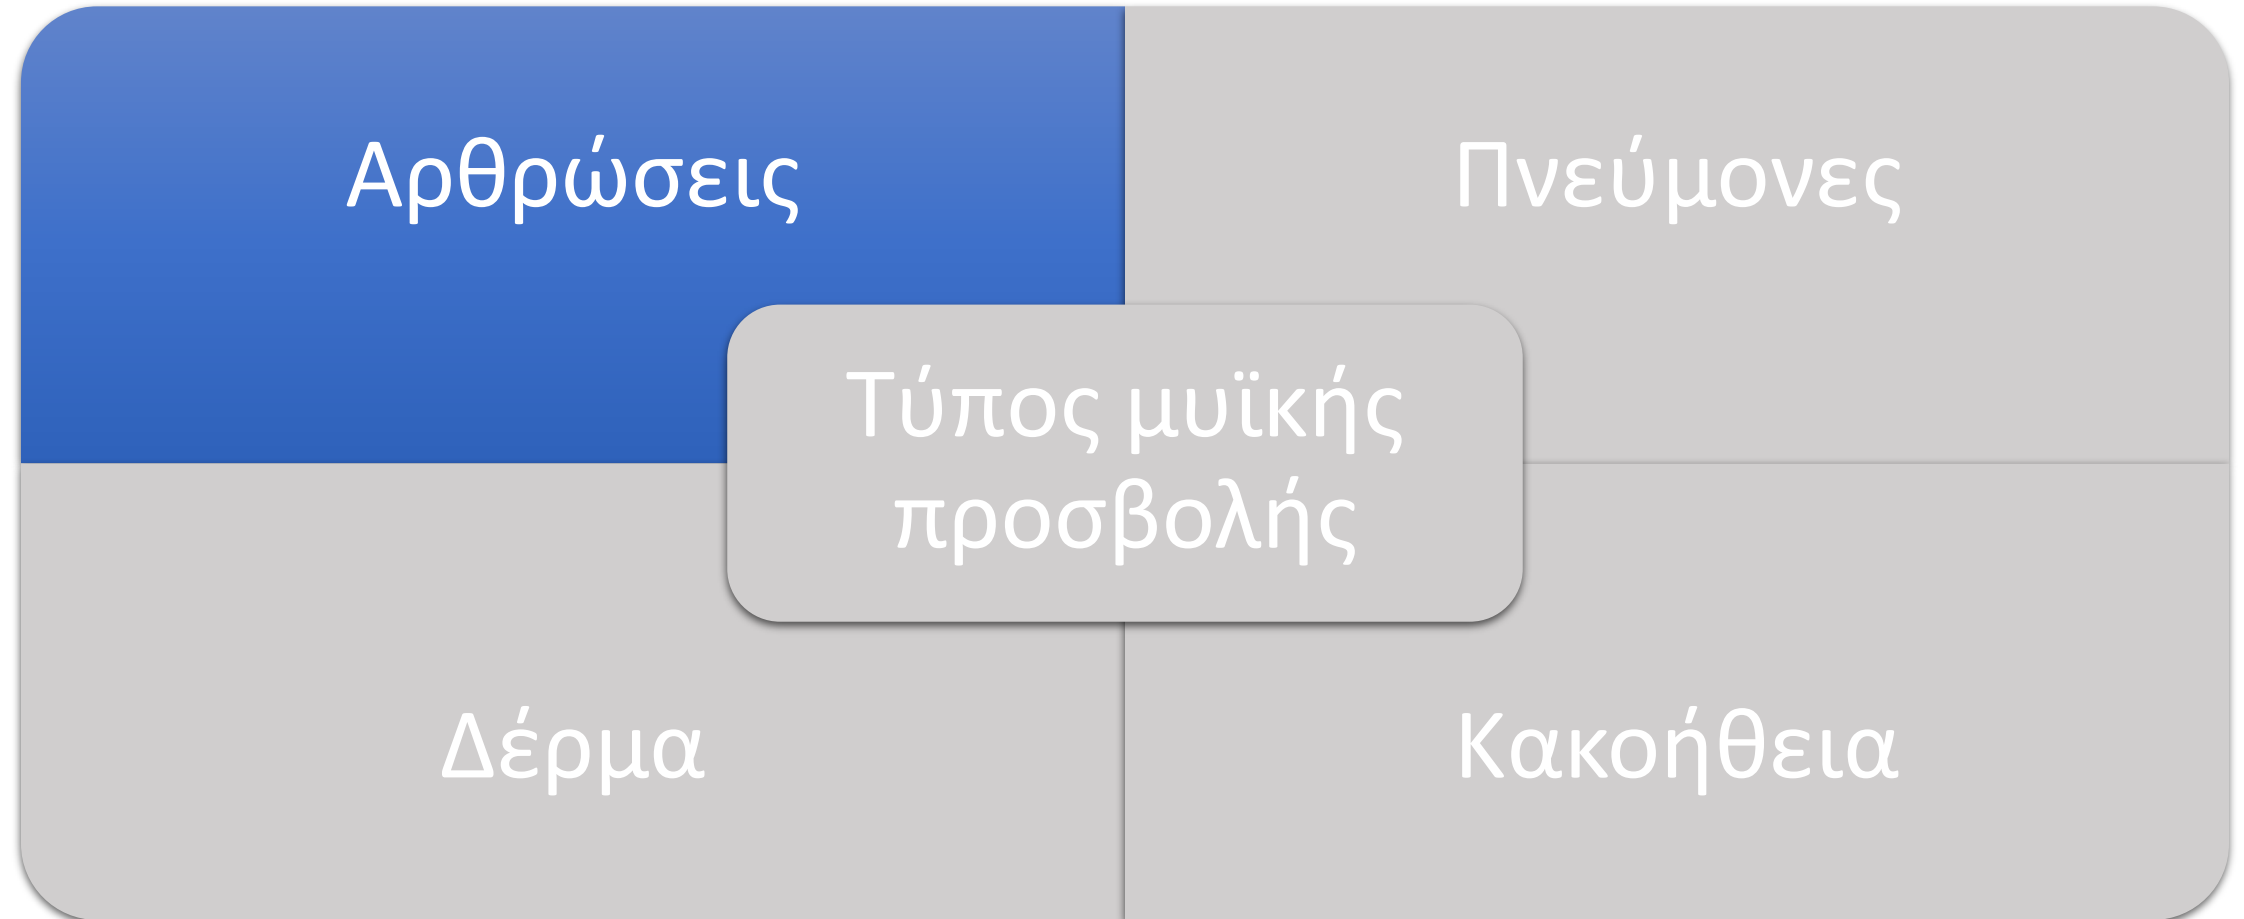 Αρθρώσεις
Πνεύμονες
Τύπος μυϊκής
προσβολής
Δέρμα
Κακοήθεια